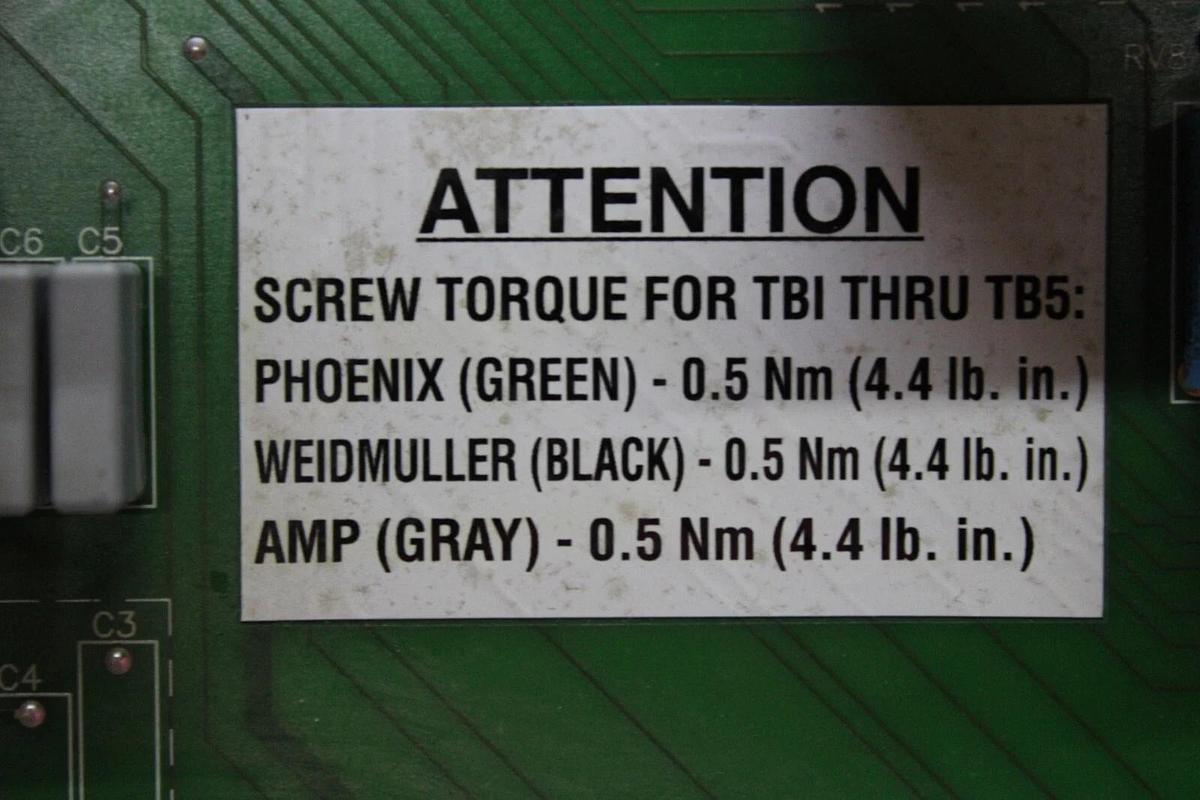 RV8
ATTENTION
C6 C5
SCREW TORQUE FOR TBI THRU TB5:
PHOENIX (GREEN) - 0.5 Nm (4.4 lb. in.)
WEIDMULLER (BLACK) - 0.5 Nm (4.4 lb. in.)
AMP (GRAY) - 0.5 Nm (4.4 lb. in.)
C3
C4